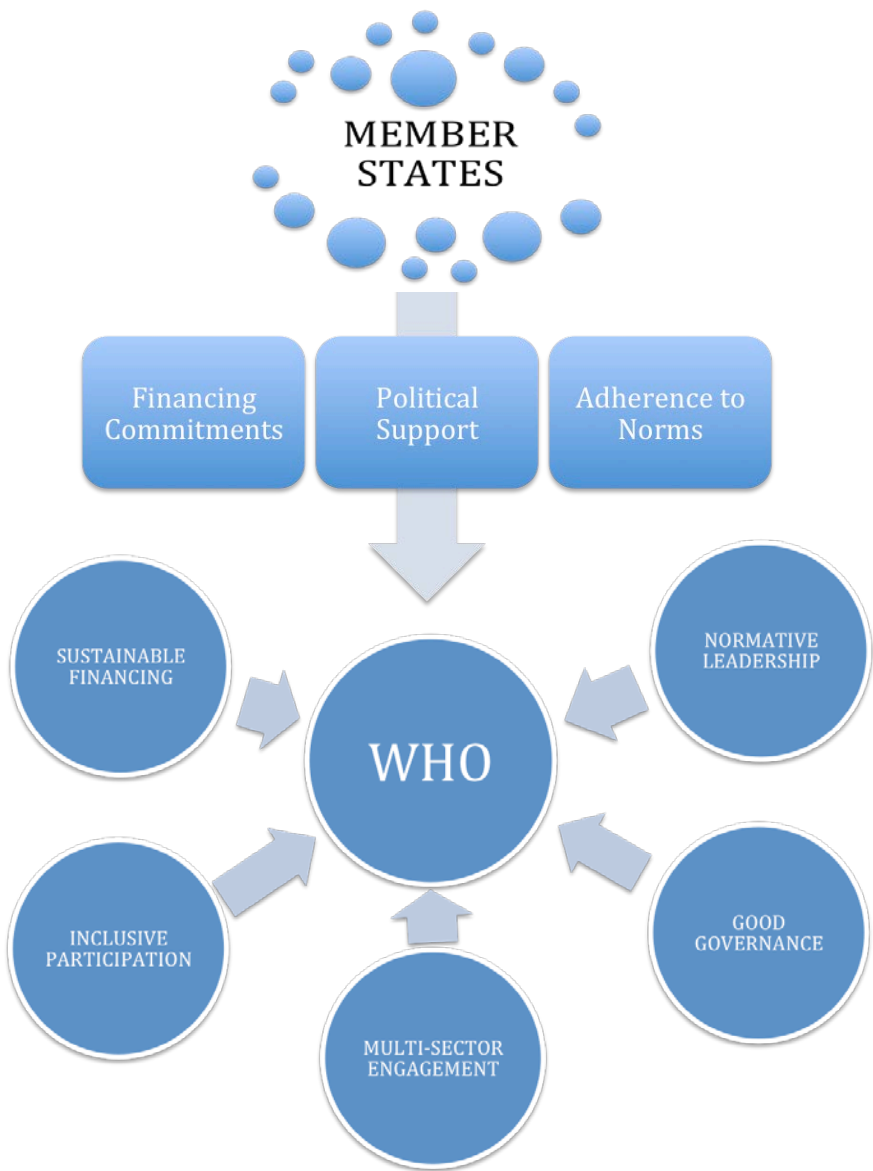 MEMBER
STATES
Financing
Commitments
Political
Support
Adherence to
Norms
SUSTAINABLE
FINANCING
NORMATIVE
LEADERSHIP
WHO
INCLUSIVE
PARTICIPATION
GOOD
GOVERNANCE
MULTI-SECTOR
ENGAGEMENT